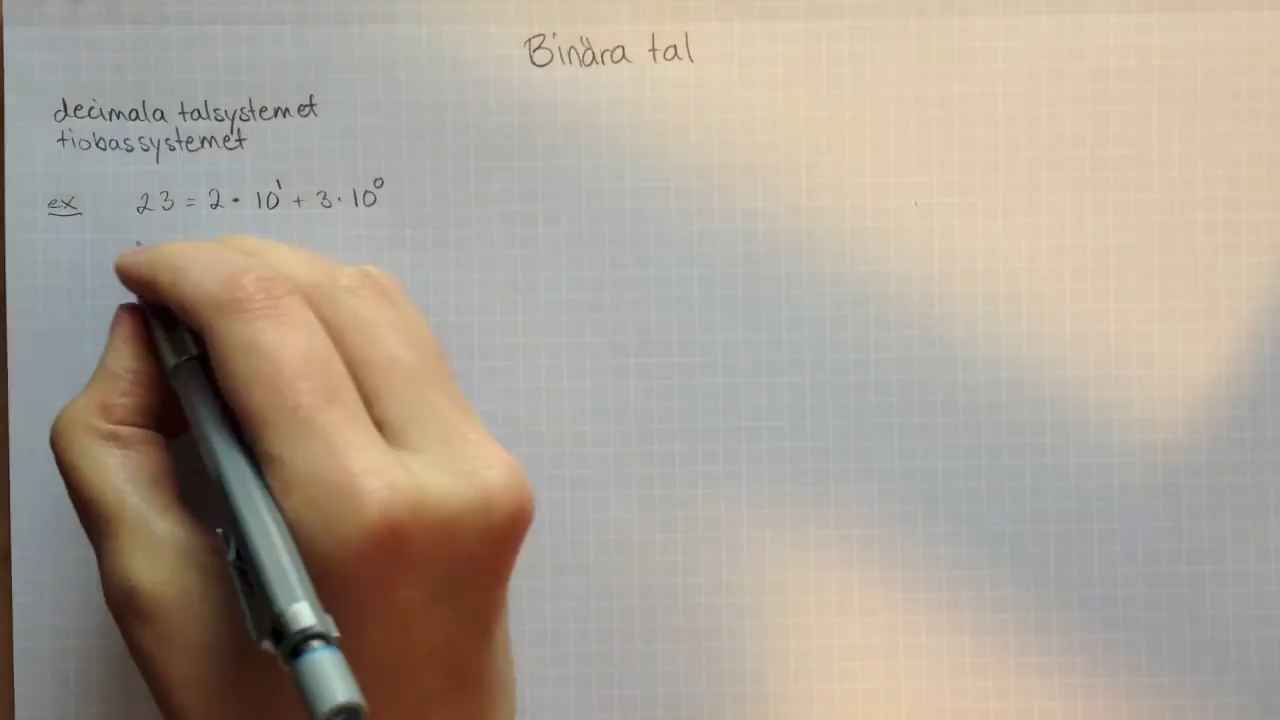 Binära tal
decimala talsystemet
tiobassystemet
ex 23 = 2 · 10¹ + 3 · 10⁰